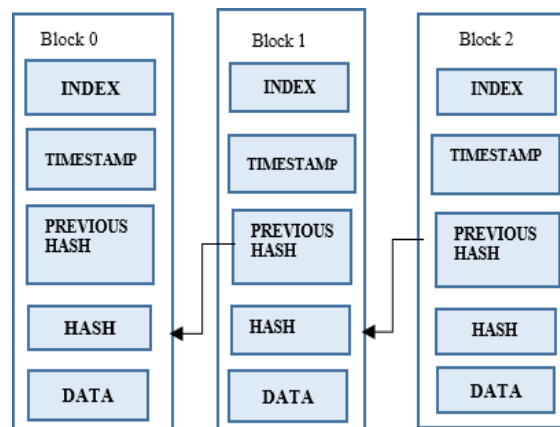 Block 0
INDEX
TIMESTAMP
PREVIOUS
HASH
HASH
DATA
Block 1
INDEX
TIMESTAMP
PREVIOUS
HASH
HASH
DATA
Block 2
INDEX
TIMESTAMP
PREVIOUS
HASH
HASH
DATA